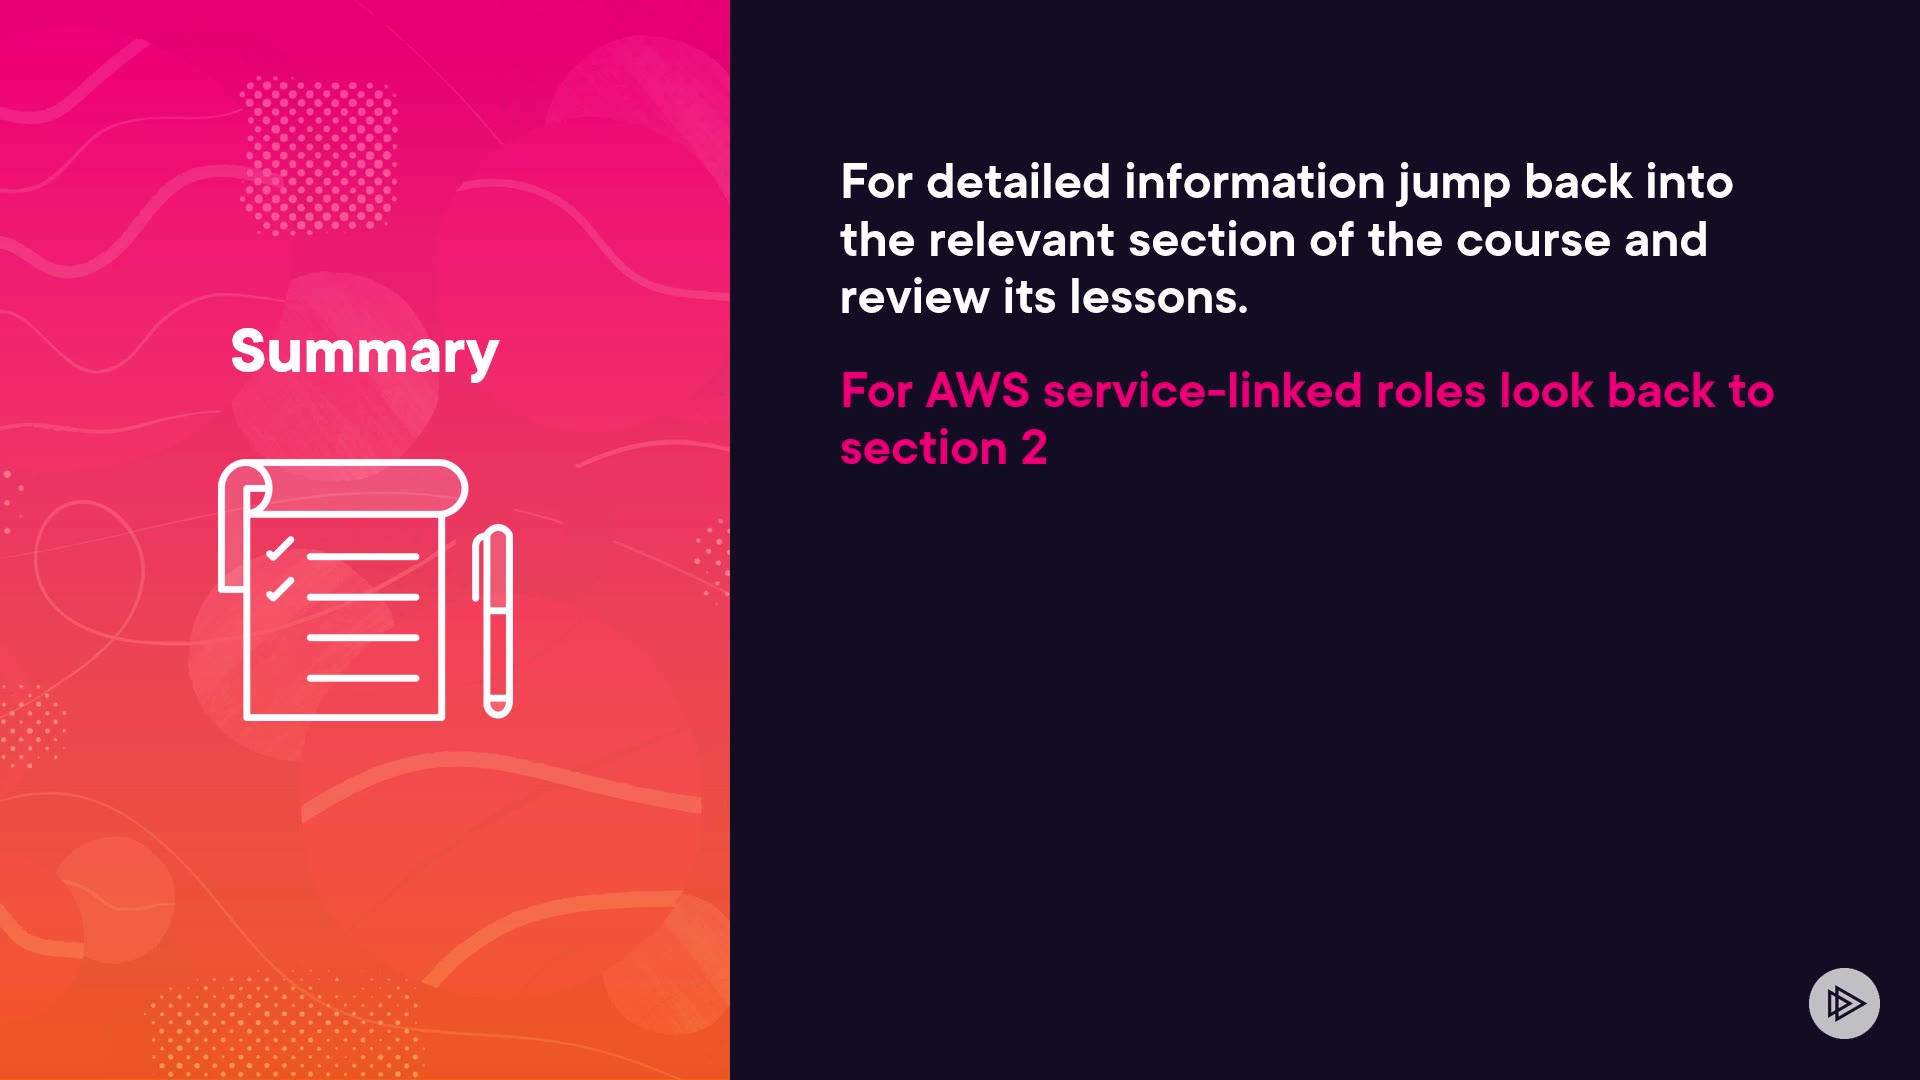 Summary
For detailed information jump back into
the relevant section of the course and
review its lessons.
For AWS service-linked roles look back to
section 2